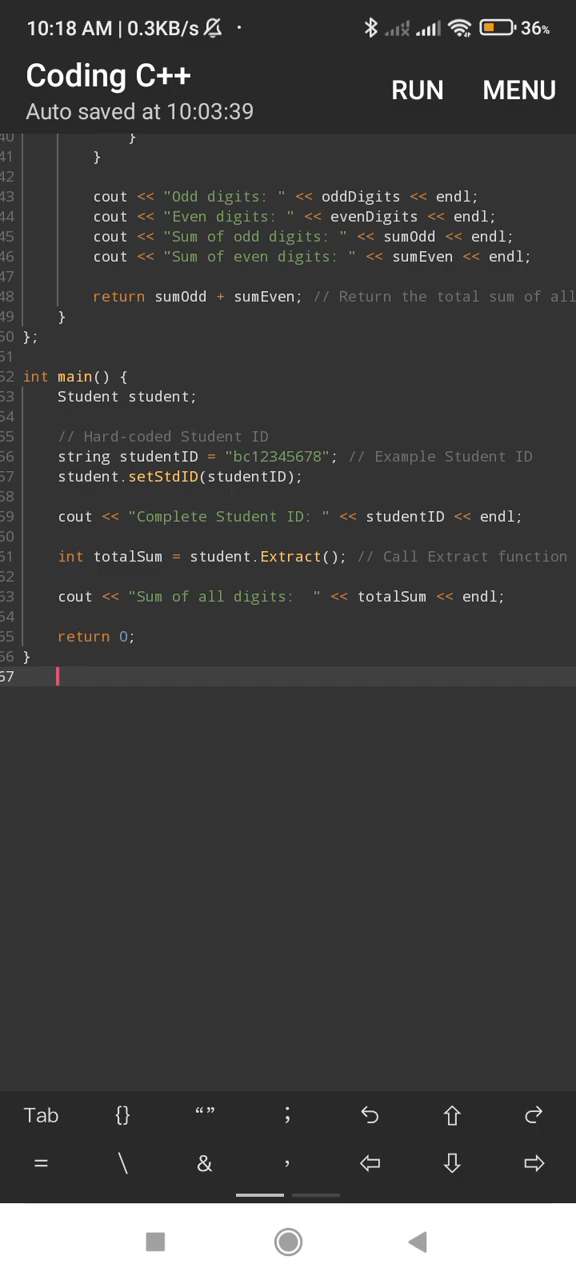 10:18 AM | 0.3KB/s
36%
Coding C++
RUN MENU
Auto saved at 10:03:39
40 }
41 }
42
43 cout << "Odd digits: " << oddDigits << endl;
44 cout << "Even digits: " << evenDigits << endl;
45 cout << "Sum of odd digits: " << sumOdd << endl;
46 cout << "Sum of even digits: " << sumEven << endl;
47
48 return sumOdd + sumEven; // Return the total sum of all
49 }
50 };
51
52 int main() {
53 Student student;
54
55 // Hard-coded Student ID
56 string studentID = "bc12345678"; // Example Student ID
57 student.setStdID(studentID);
58
59 cout << "Complete Student ID: " << studentID << endl;
60
61 int totalSum = student.Extract(); // Call Extract function
62
63 cout << "Sum of all digits:  " << totalSum << endl;
64
65 return 0;
66 }
67
Tab {} “” ;
= \ & ,